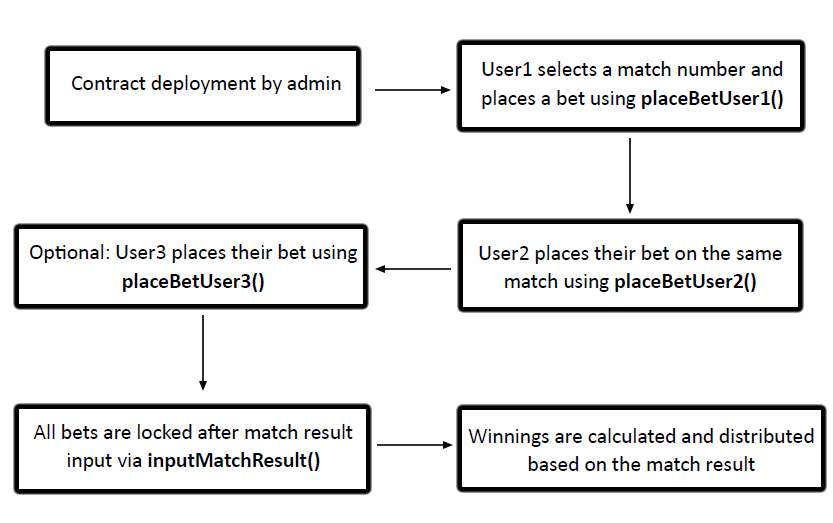 Contract deployment by admin
User1 selects a match number and
places a bet using placeBetUser1()
User2 places their bet on the same
match using placeBetUser2()
Optional: User3 places their bet using
placeBetUser3()
All bets are locked after match result
input via inputMatchResult()
Winnings are calculated and distributed
based on the match result